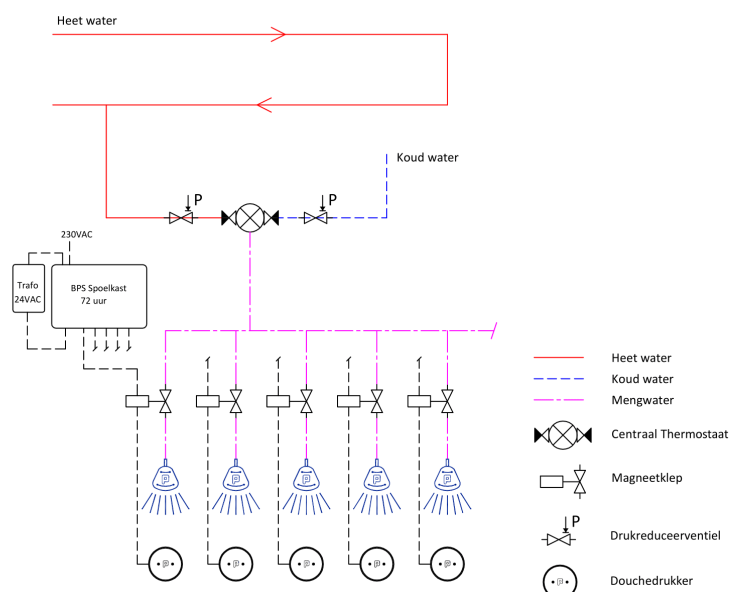 Heet water
Koud water
P
P
230VAC
Trafo
24VAC
BPS Spoelkast
72 uur
Heet water
Koud water
Mengwater
Centraal Thermostaat
Magneetklep
P
Drukreduceerventiel
Douchedrukker